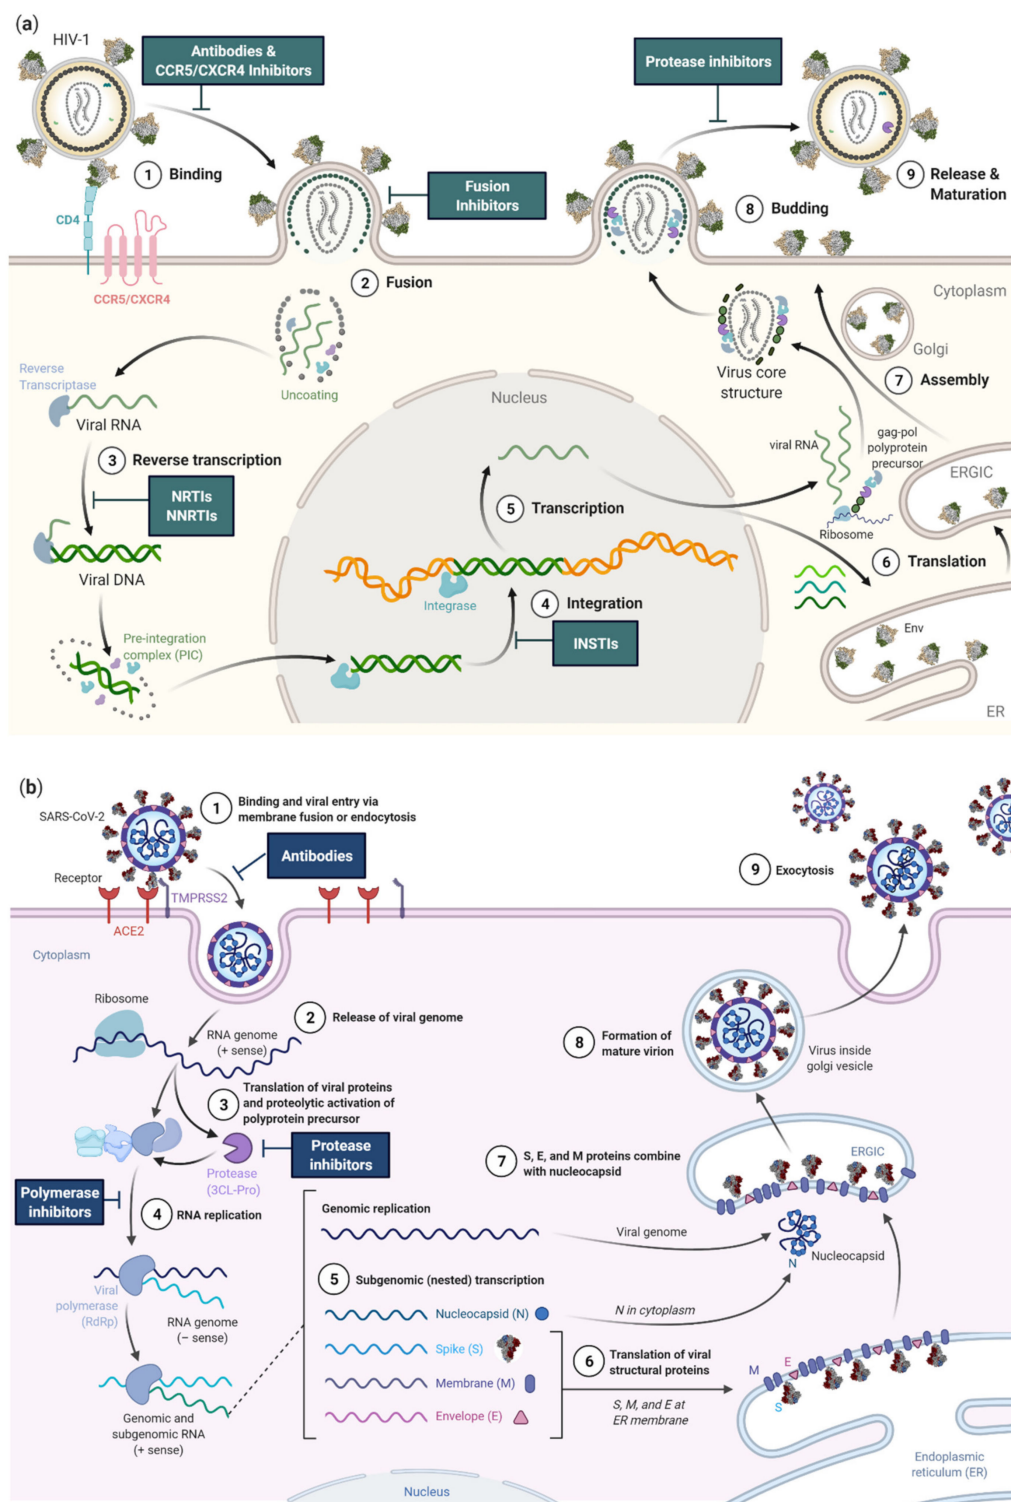 (a)
HIV-1
Antibodies &
CCR5/CXCR4 Inhibitors
Protease inhibitors
1 Binding
Fusion
Inhibitors
9 Release &
Maturation
8 Budding
CD4
CCR5/CXCR4
2 Fusion
Cytoplasm
Golgi
Uncoating
Virus core
structure
7 Assembly
Reverse
Transcriptase
Viral RNA
Nucleus
viral RNA
gag-pol
polyprotein
precursor
ERGIC
3 Reverse transcription
NRTIs
NNRTIs
5 Transcription
Ribosome
6 Translation
Viral DNA
Integrase
4 Integration
INSTIs
Env
Pre-integration
complex (PIC)
ER
(b)
SARS-CoV-2
1 Binding and viral entry via
membrane fusion or endocytosis
Antibodies
Receptor
TMPRSS2
ACE2
9 Exocytosis
Cytoplasm
Ribosome
RNA genome
(+ sense)
2 Release of viral genome
8 Formation of
mature virion
Virus inside
golgi vesicle
3 Translation of viral proteins
and proteolytic activation of
polyprotein precursor
Protease
(3CL-Pro)
Protease
inhibitors
7 S, E, and M proteins combine
with nucleocapsid
ERGIC
Polymerase
inhibitors
4 RNA replication
Genomic replication
Viral genome
Nucleocapsid
N
5 Subgenomic (nested) transcription
Viral
polymerase
(RdRp)
RNA genome
(– sense)
Nucleocapsid (N)
N in cytoplasm
Spike (S)
6 Translation of viral
structural proteins
Membrane (M)
S, M, and E at
ER membrane
Envelope (E)
M
E
S
Genomic and
subgenomic RNA
(+ sense)
Endoplasmic
reticulum (ER)
Nucleus